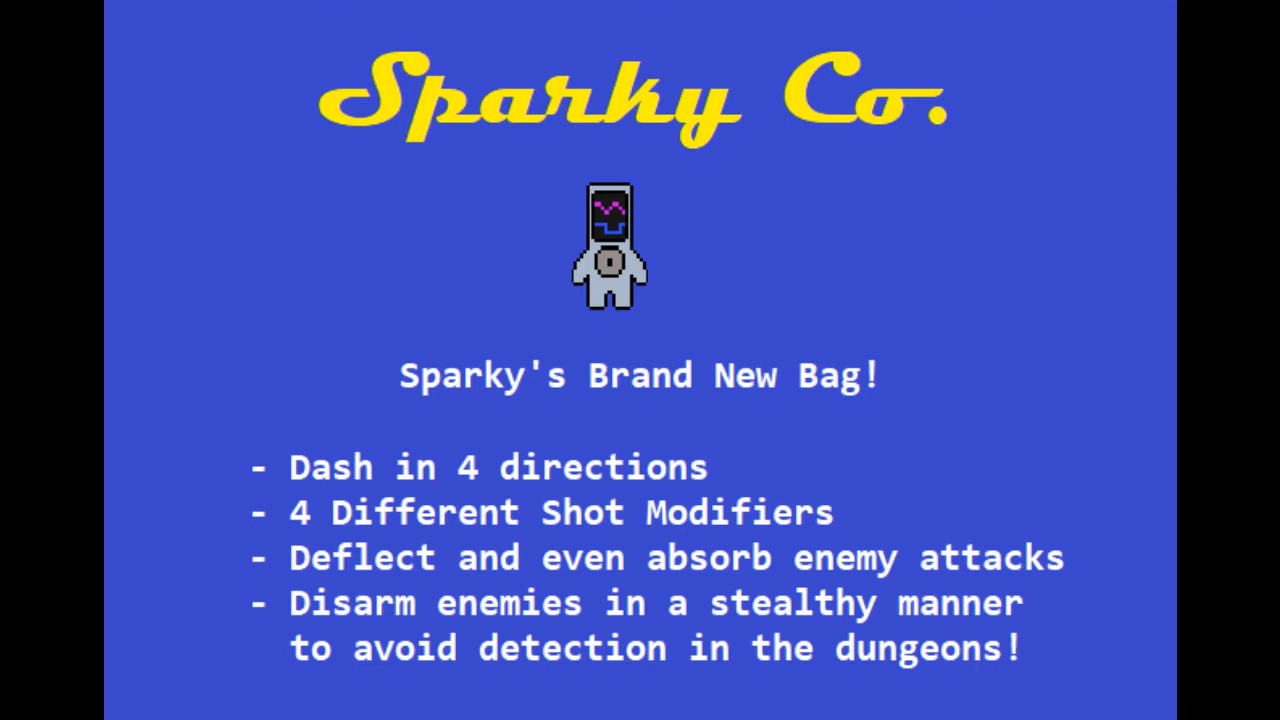 Sparky Co.
Sparky's Brand New Bag!
- Dash in 4 directions
- 4 Different Shot Modifiers
- Deflect and even absorb enemy attacks
- Disarm enemies in a stealthy manner
to avoid detection in the dungeons!